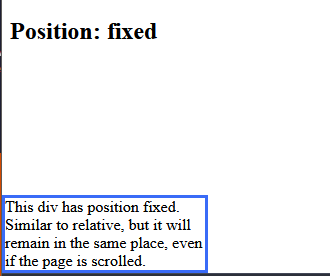 Position: fixed
This div has position fixed.
Similar to relative, but it will
remain in the same place, even
if the page is scrolled.